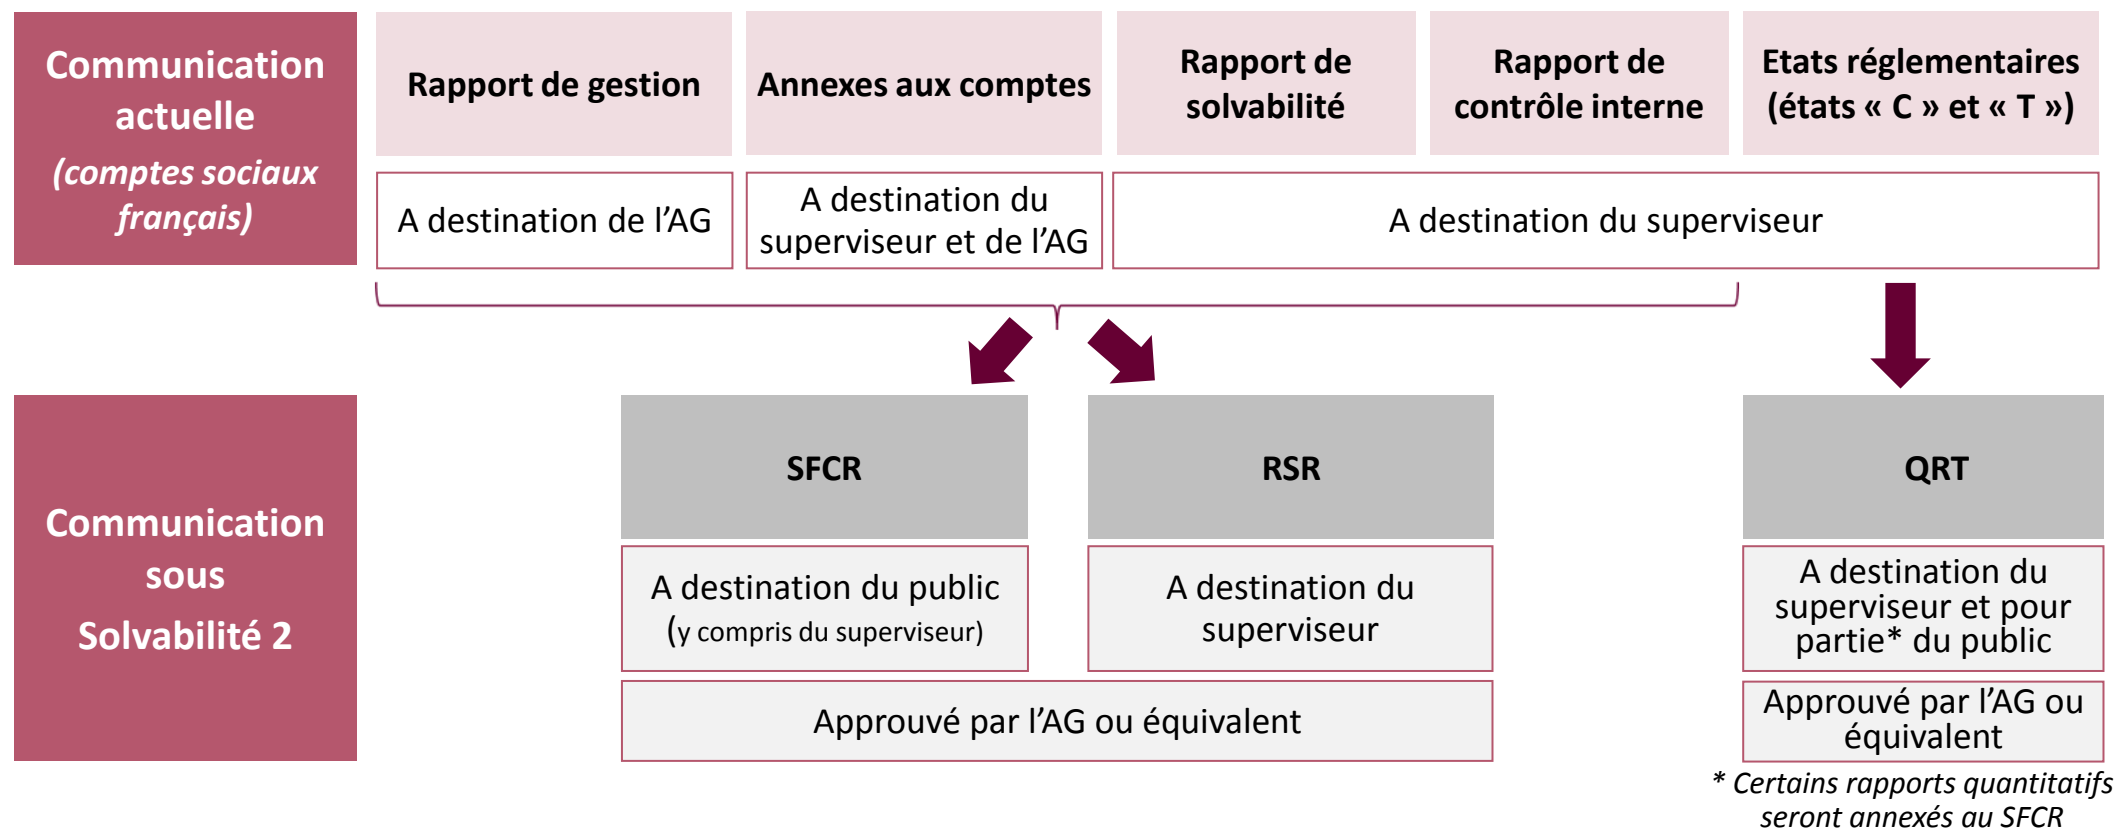 Communication
actuelle
(comptes sociaux
français)
Rapport de gestion
Annexes aux comptes
Rapport de
solvabilité
Rapport de
contrôle interne
Etats réglementaires
(états « C » et « T »)
A destination de l'AG
A destination du
superviseur et de l'AG
A destination du superviseur
Communication
sous
Solvabilité 2
SFCR
RSR
QRT
A destination du public
(y compris du superviseur)
A destination du
superviseur
A destination du
superviseur et pour
partie* du public
Approuvé par l'AG ou équivalent
Approuvé par l'AG ou
équivalent
* Certains rapports quantitatifs
seront annexés au SFCR